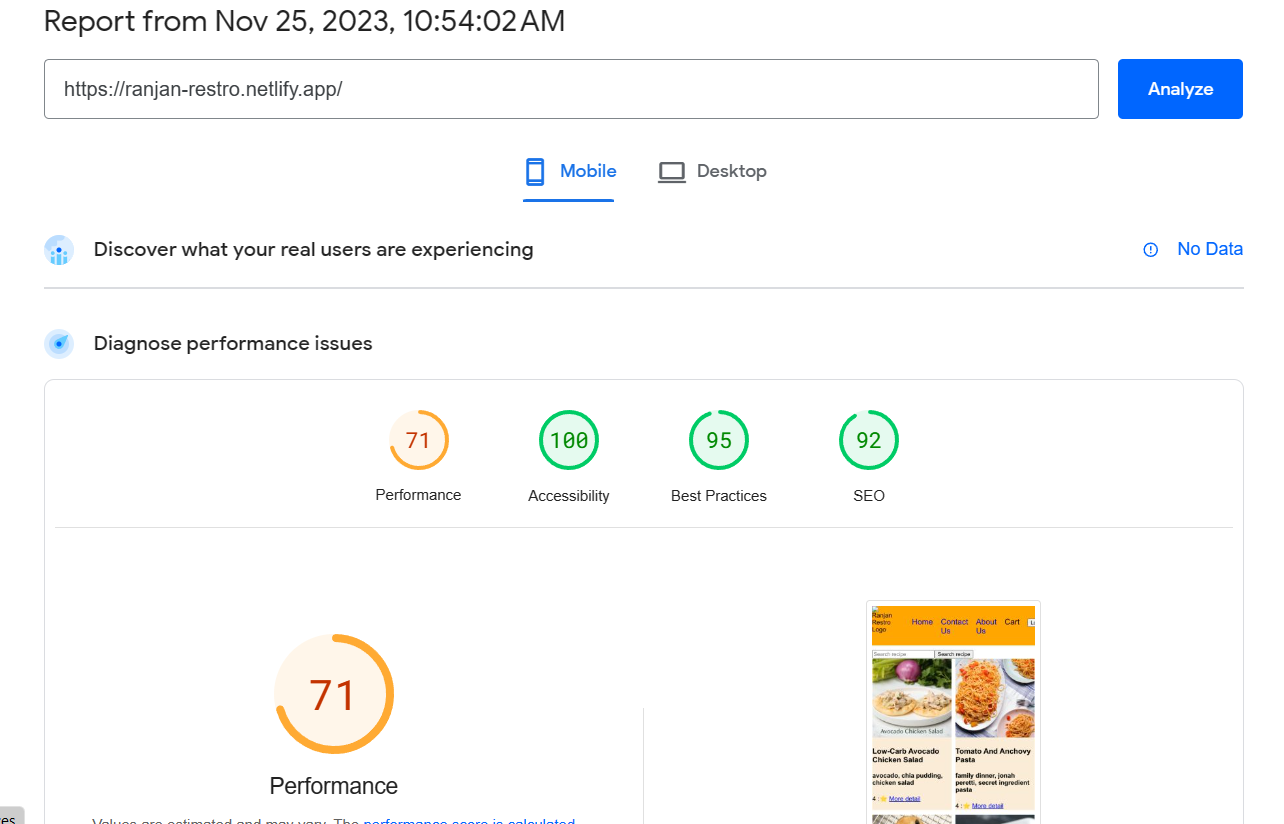 Report from Nov 25, 2023, 10:54:02 AM
https://ranjan-restro.netlify.app/
Analyze
Mobile
Desktop
Discover what your real users are experiencing
No Data
Diagnose performance issues
71
100
95
92
Performance
Accessibility
Best Practices
SEO
71
Performance
Values are estimated and may vary. The performance score is calculated
Ranjan
Restro
Logo
Home
Contact
Us
About
Us
Cart
Search recipe
Search recipe
Avocado Chicken Salad
Low-Carb Avocado
Chicken Salad
avocado, chia pudding,
chicken salad
4 :⭐ More detail
Tomato And Anchovy
Pasta
family dinner, jonah
peretti, secret ingredient
pasta
4 :⭐ More detail